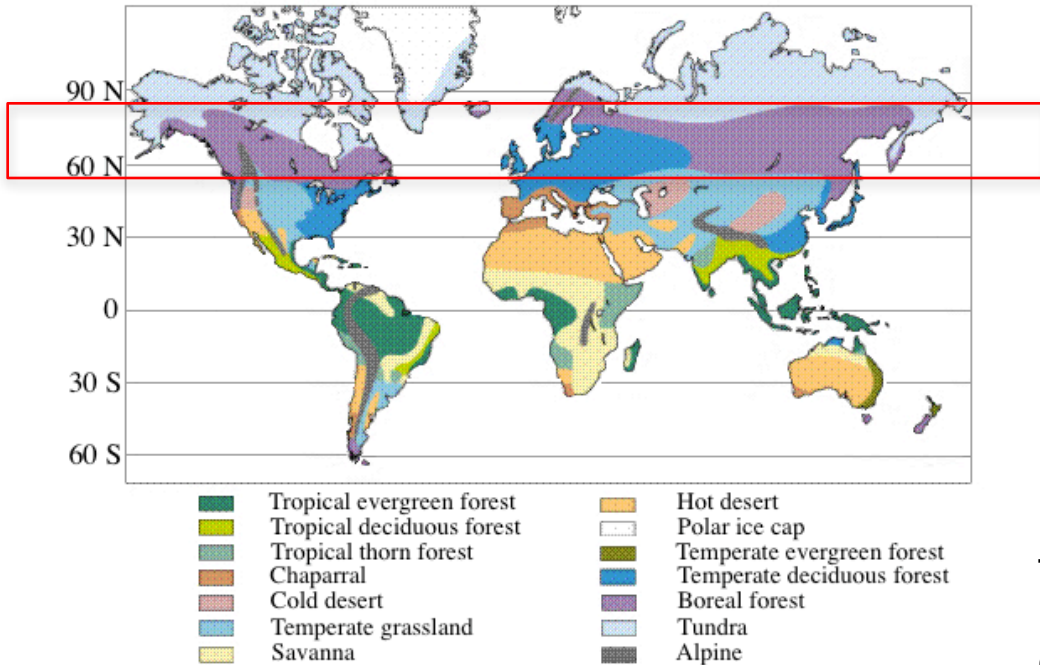 90 N
60 N
30 N
0
30 S
60 S
Tropical evergreen forest
Hot desert
Tropical deciduous forest
Polar ice cap
Tropical thorn forest
Temperate evergreen forest
Chaparral
Temperate deciduous forest
Cold desert
Boreal forest
Temperate grassland
Tundra
Savanna
Alpine